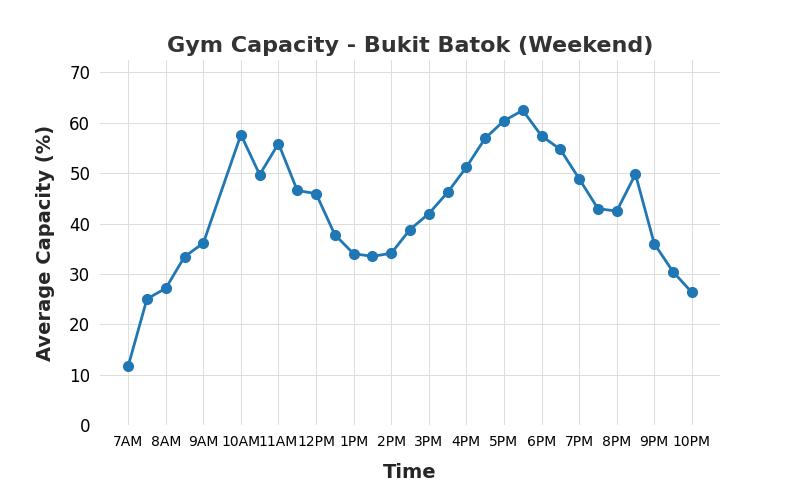 Gym Capacity - Bukit Batok (Weekend)
70
60
50
40
30
20
10
0
Average Capacity (%)
7AM 8AM 9AM 10AM 11AM 12PM 1PM 2PM 3PM 4PM 5PM 6PM 7PM 8PM 9PM 10PM
Time